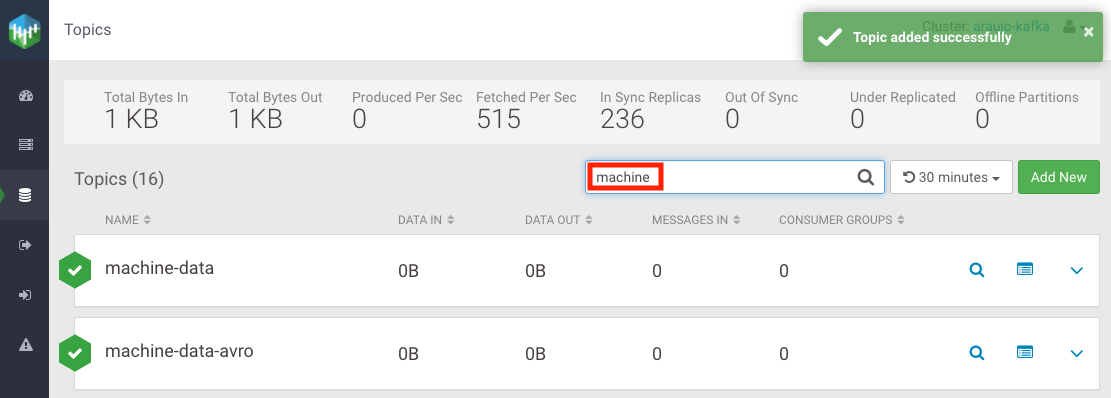 Topics
Cluster: araujo-kafka
Topic added successfully
×
Total Bytes In
1 KB
Total Bytes Out
1 KB
Produced Per Sec
0
Fetched Per Sec
515
In Sync Replicas
236
Out Of Sync
0
Under Replicated
0
Offline Partitions
0
Topics (16)
machine
30 minutes
Add New
NAME DATA IN DATA OUT MESSAGES IN CONSUMER GROUPS
machine-data 0B 0B 0 0
machine-data-avro 0B 0B 0 0